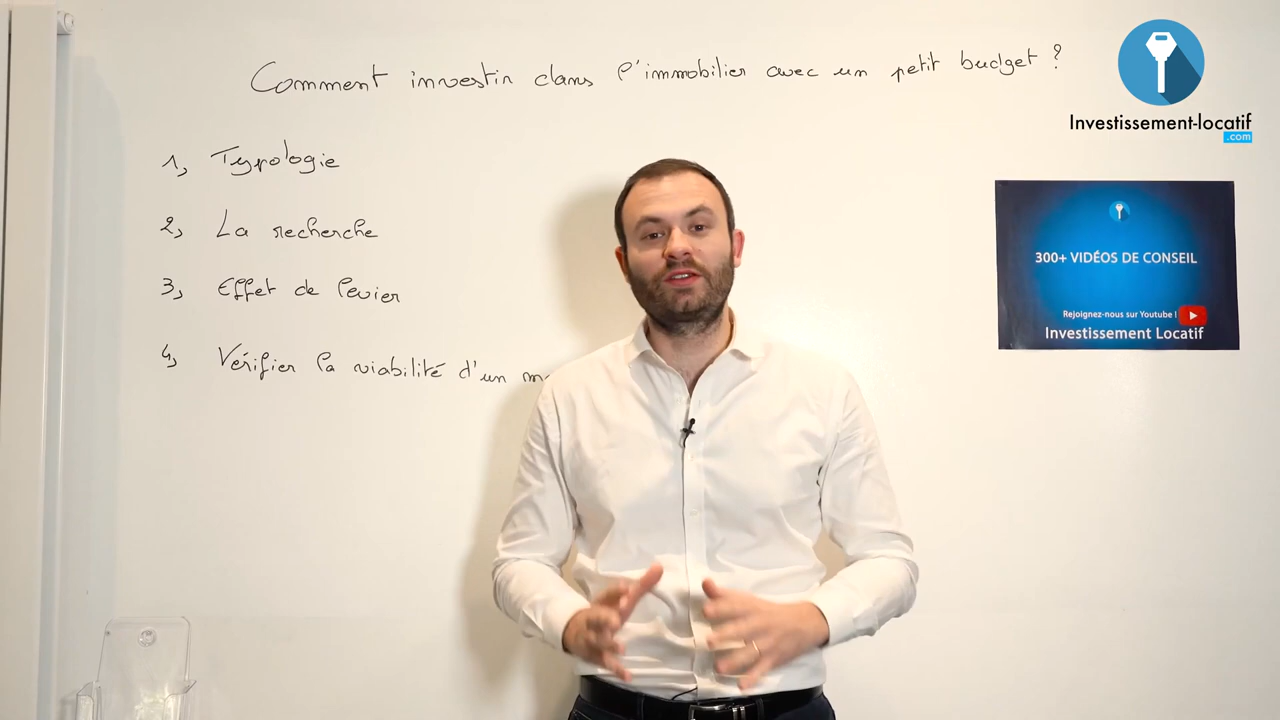 Comment investir dans l'immobilier avec un petit budget ?
Investissement-locatif
.com
1, Typologie
2, La recherche
3, Effet de levier
4, Vérifier la viabilité d'un
300+ VIDÉOS DE CONSEIL
Rejoignez-nous sur Youtube !
Investissement Locatif